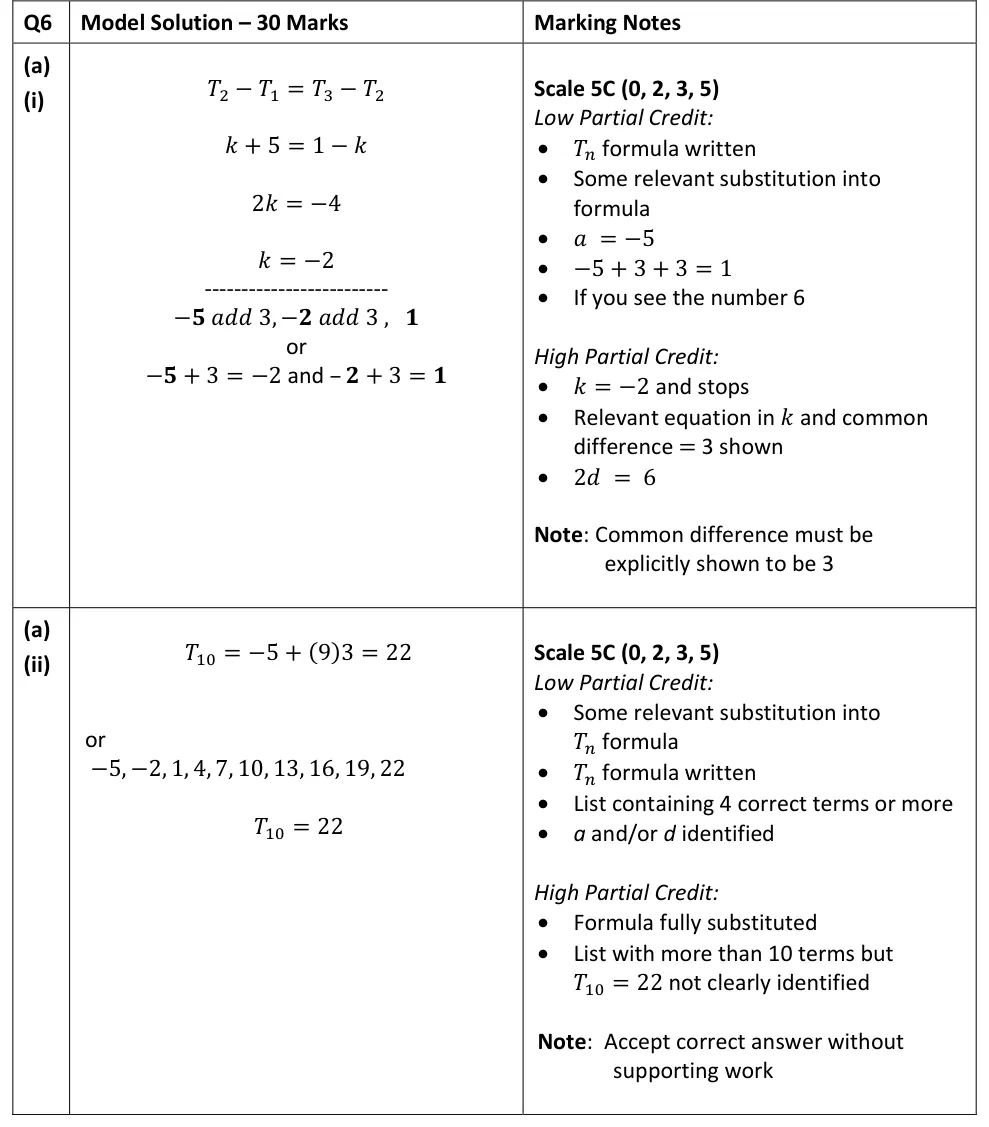 Q6 Model Solution – 30 Marks Marking Notes
(a)
(i)
T₂ − T₁ = T₃ − T₂
k + 5 = 1 − k
2k = −4
k = −2
-------------------------
−5 add 3, −2 add 3 , 1
or
−5 + 3 = −2 and – 2 + 3 = 1
Scale 5C (0, 2, 3, 5)
Low Partial Credit:
• Tₙ formula written
• Some relevant substitution into
formula
• a = −5
• −5 + 3 + 3 = 1
• If you see the number 6
High Partial Credit:
• k = −2 and stops
• Relevant equation in k and common
difference = 3 shown
• 2d = 6
Note: Common difference must be
explicitly shown to be 3
(a)
(ii)
T₁₀ = −5 + (9)3 = 22
or
−5, −2, 1, 4, 7, 10, 13, 16, 19, 22
T₁₀ = 22
Scale 5C (0, 2, 3, 5)
Low Partial Credit:
• Some relevant substitution into
Tₙ formula
• Tₙ formula written
• List containing 4 correct terms or more
• a and/or d identified
High Partial Credit:
• Formula fully substituted
• List with more than 10 terms but
T₁₀ = 22 not clearly identified
Note: Accept correct answer without
supporting work